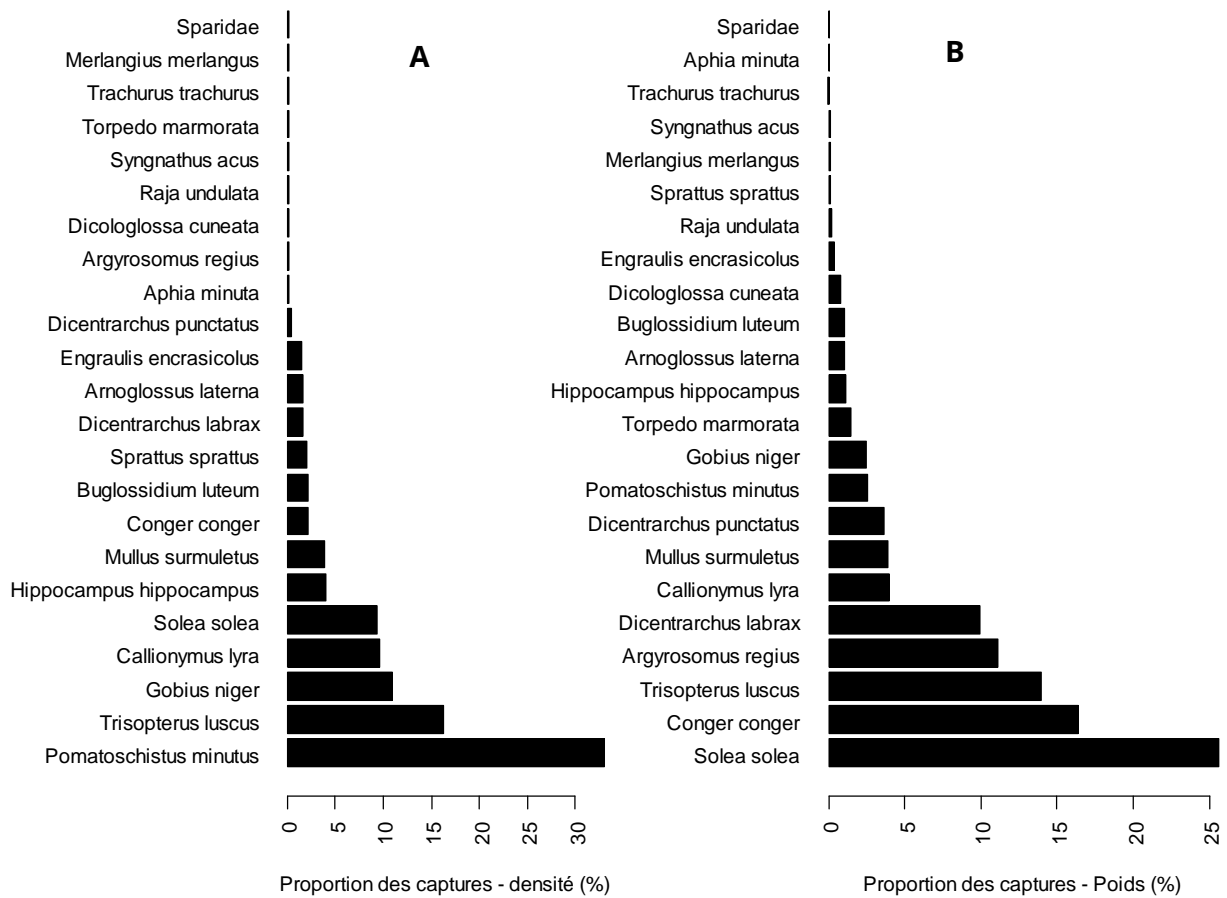 A
Sparidae
Merlangius merlangus
Trachurus trachurus
Torpedo marmorata
Syngnathus acus
Raja undulata
Dicologlossa cuneata
Argyrosomus regius
Aphia minuta
Dicentrarchus punctatus
Engraulis encrasicolus
Arnoglossus laterna
Dicentrarchus labrax
Sprattus sprattus
Buglossidium luteum
Conger conger
Mullus surmuletus
Hippocampus hippocampus
Solea solea
Callionymus lyra
Gobius niger
Trisopterus luscus
Pomatoschistus minutus
0 5 10 15 20 25 30
Proportion des captures - densité (%)
B
Sparidae
Aphia minuta
Trachurus trachurus
Syngnathus acus
Merlangius merlangus
Sprattus sprattus
Raja undulata
Engraulis encrasicolus
Dicologlossa cuneata
Buglossidium luteum
Arnoglossus laterna
Hippocampus hippocampus
Torpedo marmorata
Gobius niger
Pomatoschistus minutus
Dicentrarchus punctatus
Mullus surmuletus
Callionymus lyra
Dicentrarchus labrax
Argyrosomus regius
Trisopterus luscus
Conger conger
Solea solea
0 5 10 15 20 25
Proportion des captures - Poids (%)